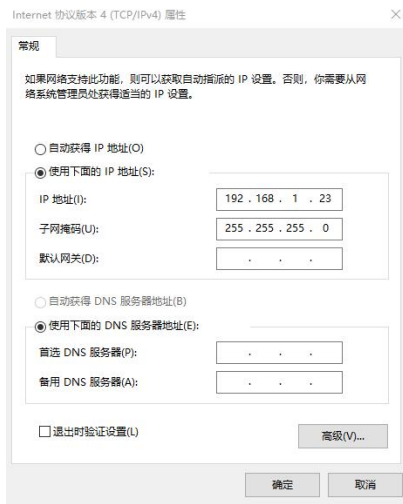 Internet 协议版本 4 (TCP/IPv4) 属性
常规
如果网络支持此功能，则可以获取自动指派的 IP 设置。否则，你需要从网
络系统管理员处获得适当的 IP 设置。
自动获得 IP 地址(O)
使用下面的 IP 地址(S):
IP 地址(I): 192 . 168 . 1 . 23
子网掩码(U): 255 . 255 . 255 . 0
默认网关(D): . . .
自动获得 DNS 服务器地址(B)
使用下面的 DNS 服务器地址(E):
首选 DNS 服务器(P): . . .
备用 DNS 服务器(A): . . .
退出时验证设置(L)
高级(V)...
确定 取消